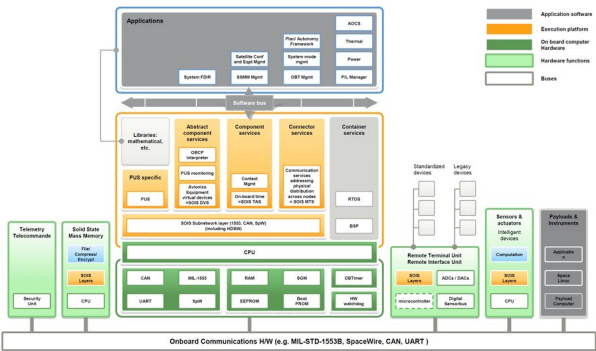 Applications
ADCS
Plan/ Autonomy
Framework
Thermal
Satellite Conf
and Eqpt Mgmt
System mode
mgmt
Power
System FDIR
SSMM Mgmt
OBT Mgmt
P/L Manager
Application software
Execution platform
On board computer
Hardware
Hardware functions
Buses
Software bus
Libraries:
mathematical,
etc.
PUS specific
PUS
Abstract
component
services
OBCP
interpreter
PUS monitoring
Avionics
Equipment
virtual devices
=SOIS DVS
Component
services
Context
Mgmt
On-board time
=SOIS TAS
Connector
services
Communication
services
addressing
physical
distribution
across nodes
= SOIS MTS
Container
services
RTOS
BSP
SOIS Subnetwork layer (1553, CAN, SpW)
(including HDSW)
CPU
CAN
MIL-1553
RAM
SGM
OBTimer
UART
SpW
EEPROM
Boot
PROM
HW
watchdog
Telemetry
Telecommande
Security
Unit
Solid State
Mass Memory
File/
Compress/
Encrypt
SOIS
Layers
CPU
Standardized
devices
Legacy
devices
Remote Terminal Unit
Remote Interface Unit
SOIS
Layers
ADCs / DACs
microcontroller
Digital
Sensorbus
Sensors &
actuators
Intelligent
devices
Computation
SOIS
Layers
CPU
Payloads &
Instruments
Applicatio
n
Space
Linux
Payload
Computer
Onboard Communications H/W (e.g. MIL-STD-1553B, SpaceWire, CAN, UART )